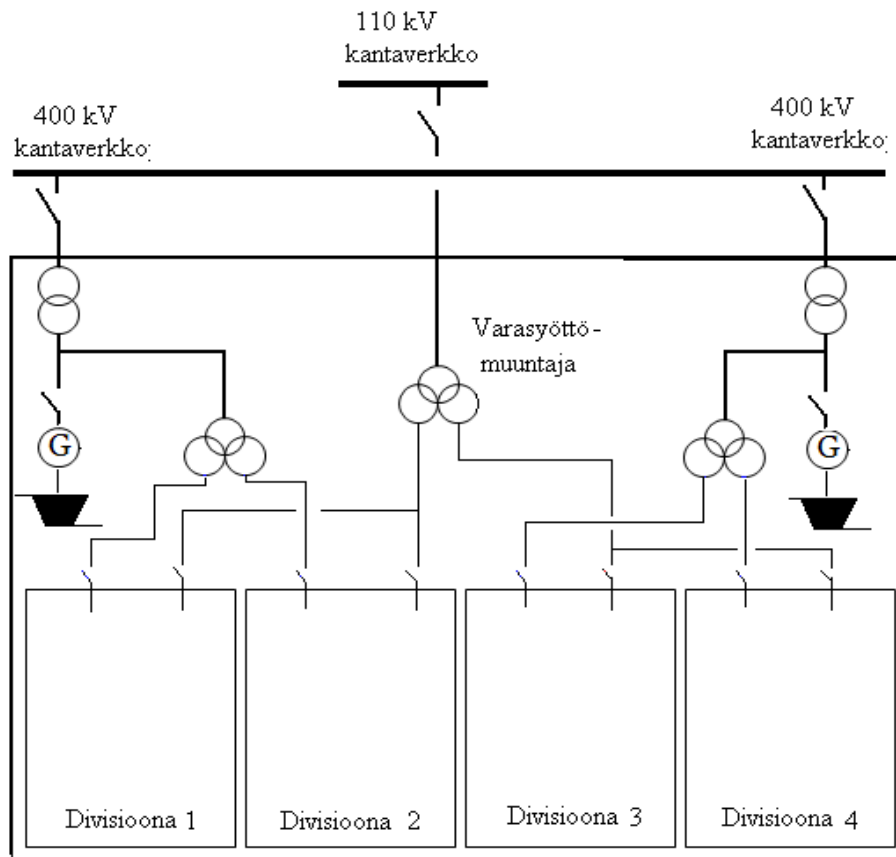 110 kV
kantaverkko
400 kV
kantaverkko
400 kV
kantaverkko
Varasyöttö-
muuntaja
G
G
Divisioona 1
Divisioona 2
Divisioona 3
Divisioona 4